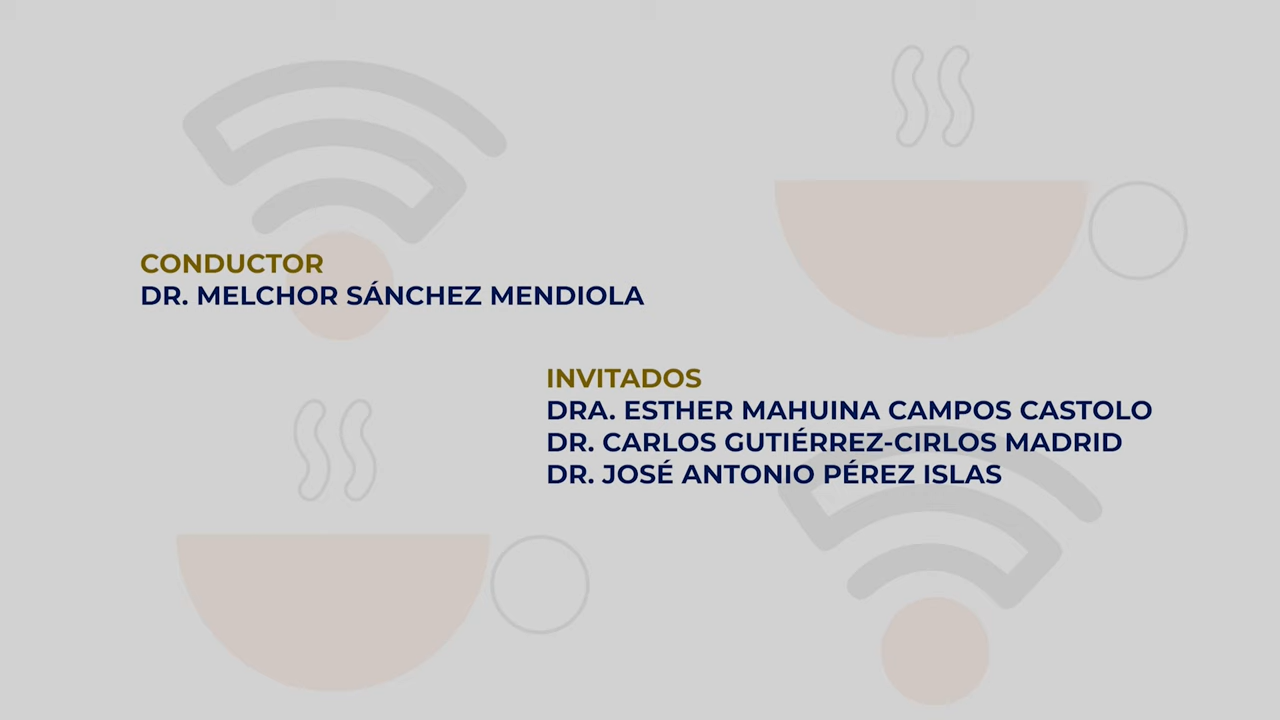 CONDUCTOR
DR. MELCHOR SÁNCHEZ MENDIOLA
INVITADOS
DRA. ESTHER MAHUINA CAMPOS CASTOLO
DR. CARLOS GUTIÉRREZ-CIRLOS MADRID
DR. JOSÉ ANTONIO PÉREZ ISLAS